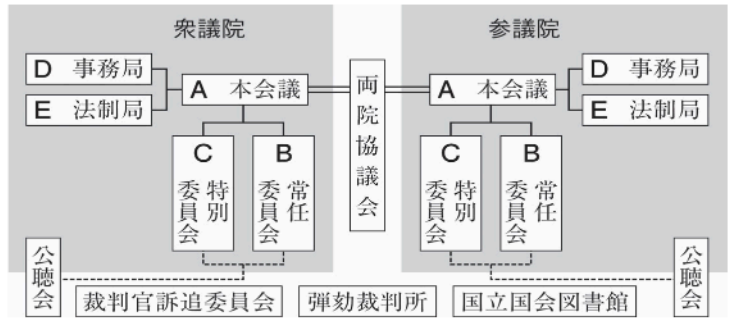 衆議院
参議院
D 事務局
E 法制局
A 本会議
C 特別委員会
B 常任委員会
両院協議会
A 本会議
C 特別委員会
B 常任委員会
D 事務局
E 法制局
公聴会
公聴会
裁判官訴追委員会
弾劾裁判所
国立国会図書館